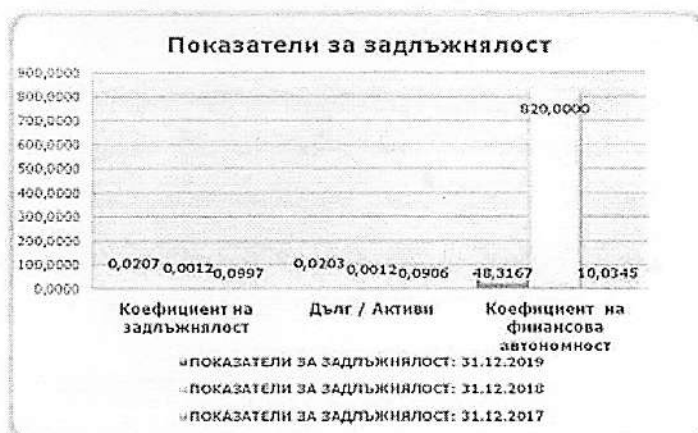 Показатели за задлъжнялост
900,0000
800,0000
700,0000
600,0000
500,0000
400,0000
300,0000
200,0000
100,0000
0,0000
0,0207 0,0012 0,0997
0,0203 0,0012 0,0906
48,3167
820,0000
10,0345
Коефициент на
задлъжнялост
Дълг / Активи
Коефициент на
финансова
автономност
ПОКАЗАТЕЛИ ЗА ЗАДЛЪЖНЯЛОСТ: 31.12.2019
ПОКАЗАТЕЛИ ЗА ЗАДЛЪЖНЯЛОСТ: 31.12.2018
ПОКАЗАТЕЛИ ЗА ЗАДЛЪЖНЯЛОСТ: 31.12.2017